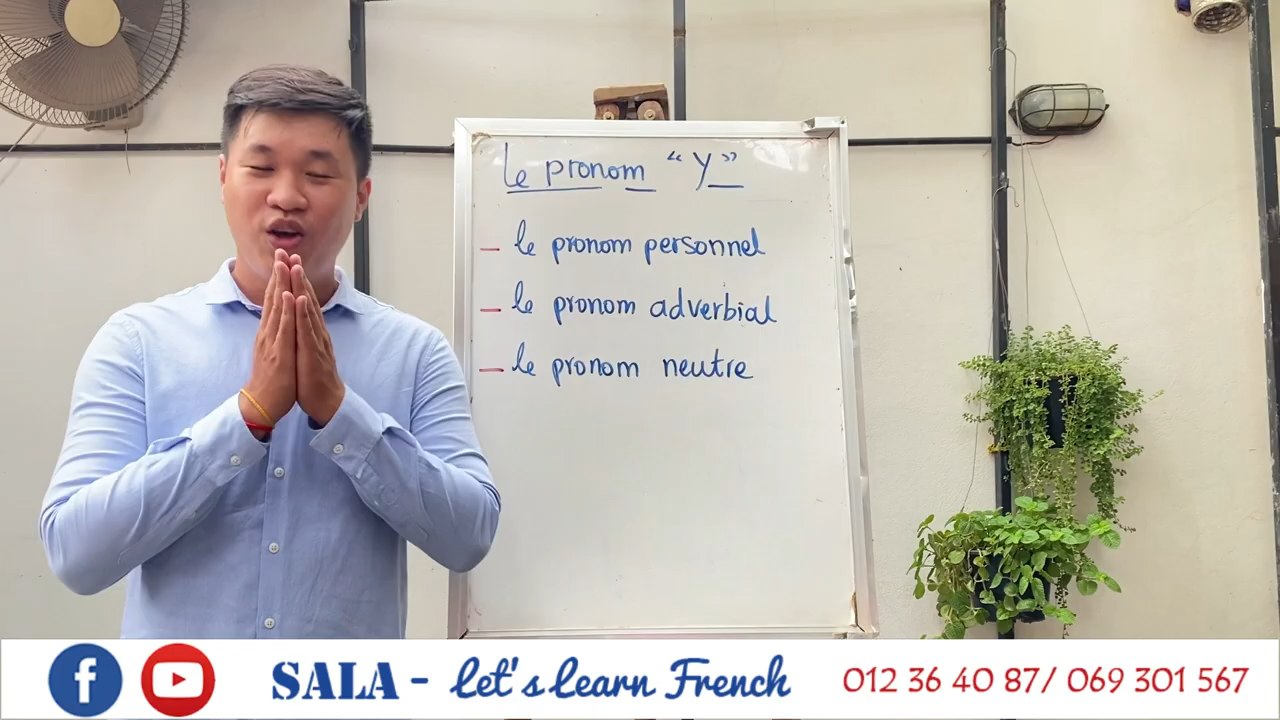 le pronom "Y"
– le pronom personnel
– le pronom adverbial
– le pronom neutre
SALA - let's learn French 012 36 40 87/ 069 301 567